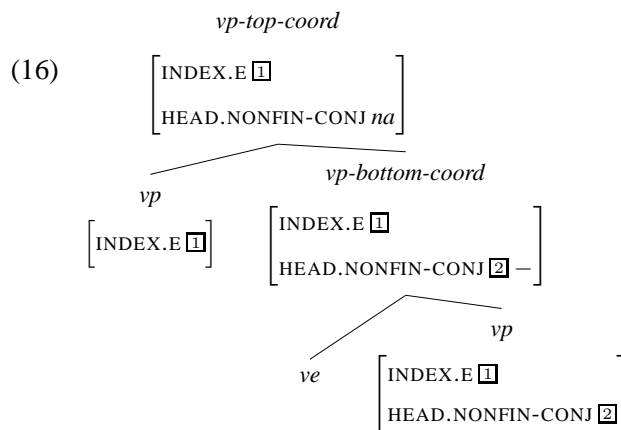 vp-top-coord
(16)
INDEX.E 1
HEAD.NONFIN-CONJ na
vp
vp-bottom-coord
INDEX.E 1
INDEX.E 1
HEAD.NONFIN-CONJ 2 –
ve
vp
INDEX.E 1
HEAD.NONFIN-CONJ 2